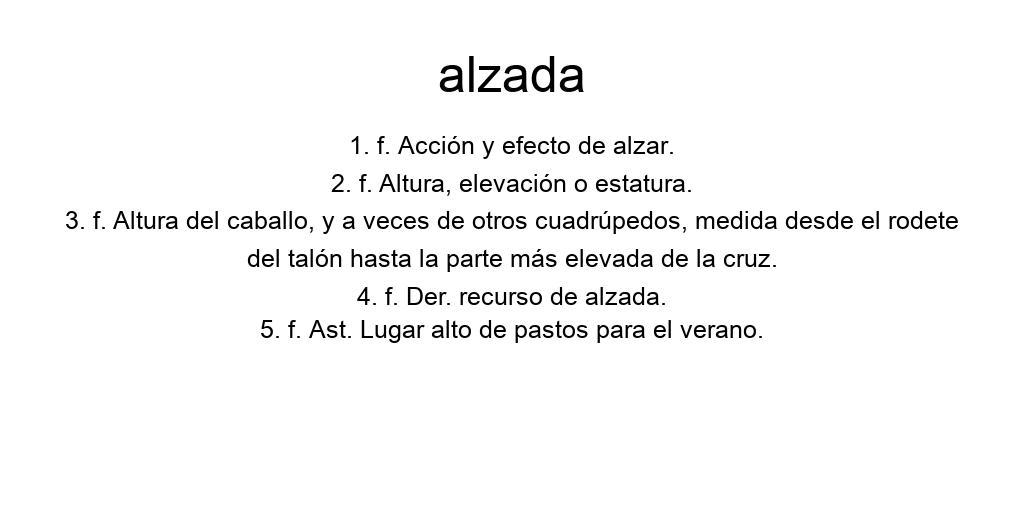 alzada
1. f. Acción y efecto de alzar.
2. f. Altura, elevación o estatura.
3. f. Altura del caballo, y a veces de otros cuadrúpedos, medida desde el rodete
del talón hasta la parte más elevada de la cruz.
4. f. Der. recurso de alzada.
5. f. Ast. Lugar alto de pastos para el verano.